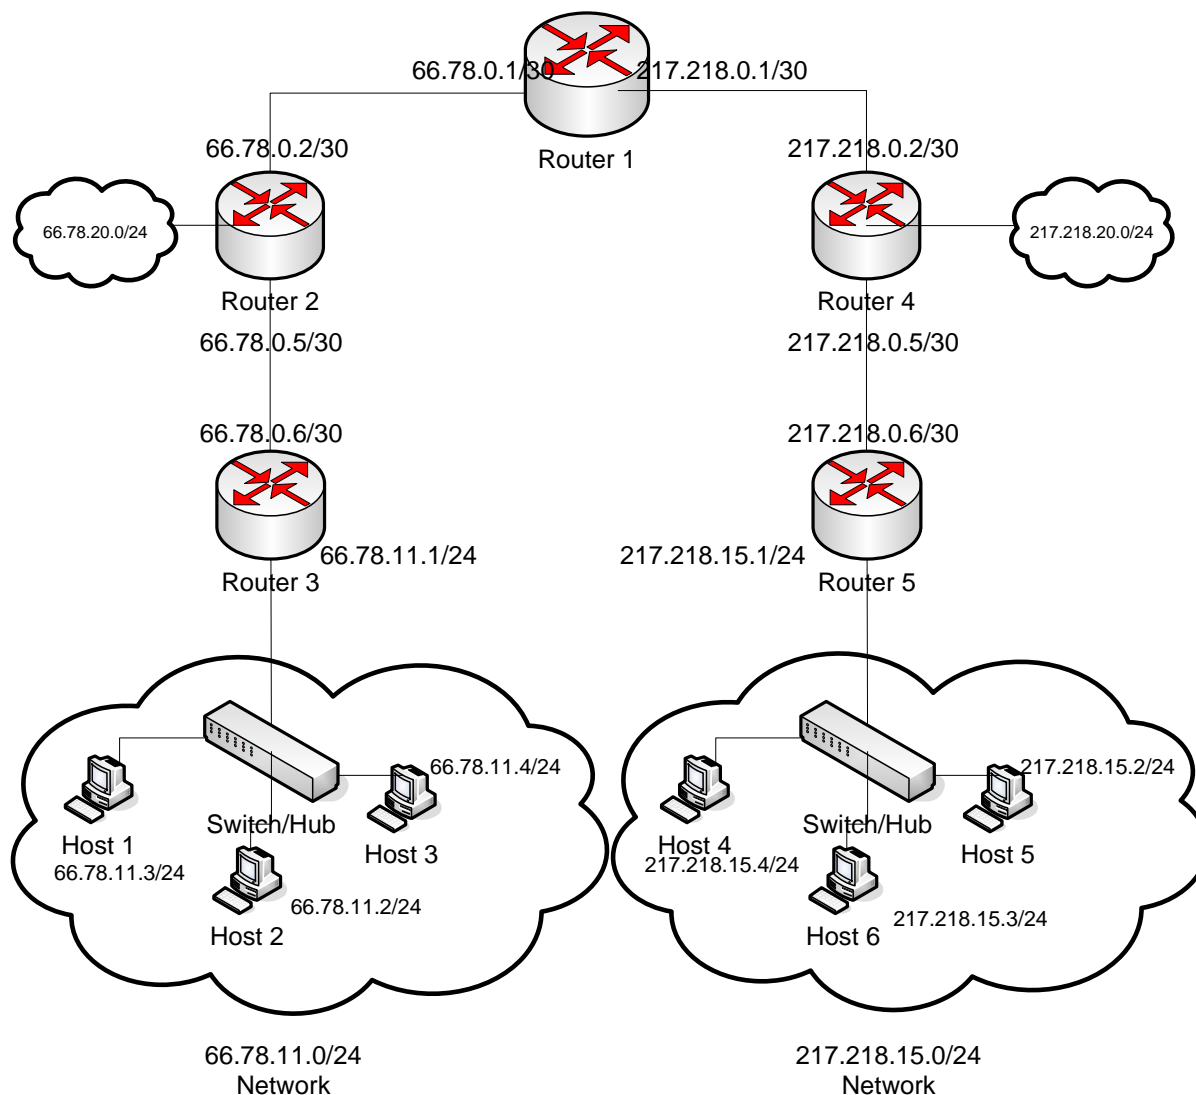 66.78.0.1/30
217.218.0.1/30
Router 1
66.78.0.2/30
217.218.0.2/30
66.78.20.0/24
217.218.20.0/24
Router 2
Router 4
66.78.0.5/30
217.218.0.5/30
66.78.0.6/30
217.218.0.6/30
66.78.11.1/24
217.218.15.1/24
Router 3
Router 5
66.78.11.4/24
217.218.15.2/24
Switch/Hub
Switch/Hub
Host 1
Host 3
Host 4
Host 5
66.78.11.3/24
217.218.15.4/24
66.78.11.2/24
217.218.15.3/24
Host 2
Host 6
66.78.11.0/24
Network
217.218.15.0/24
Network